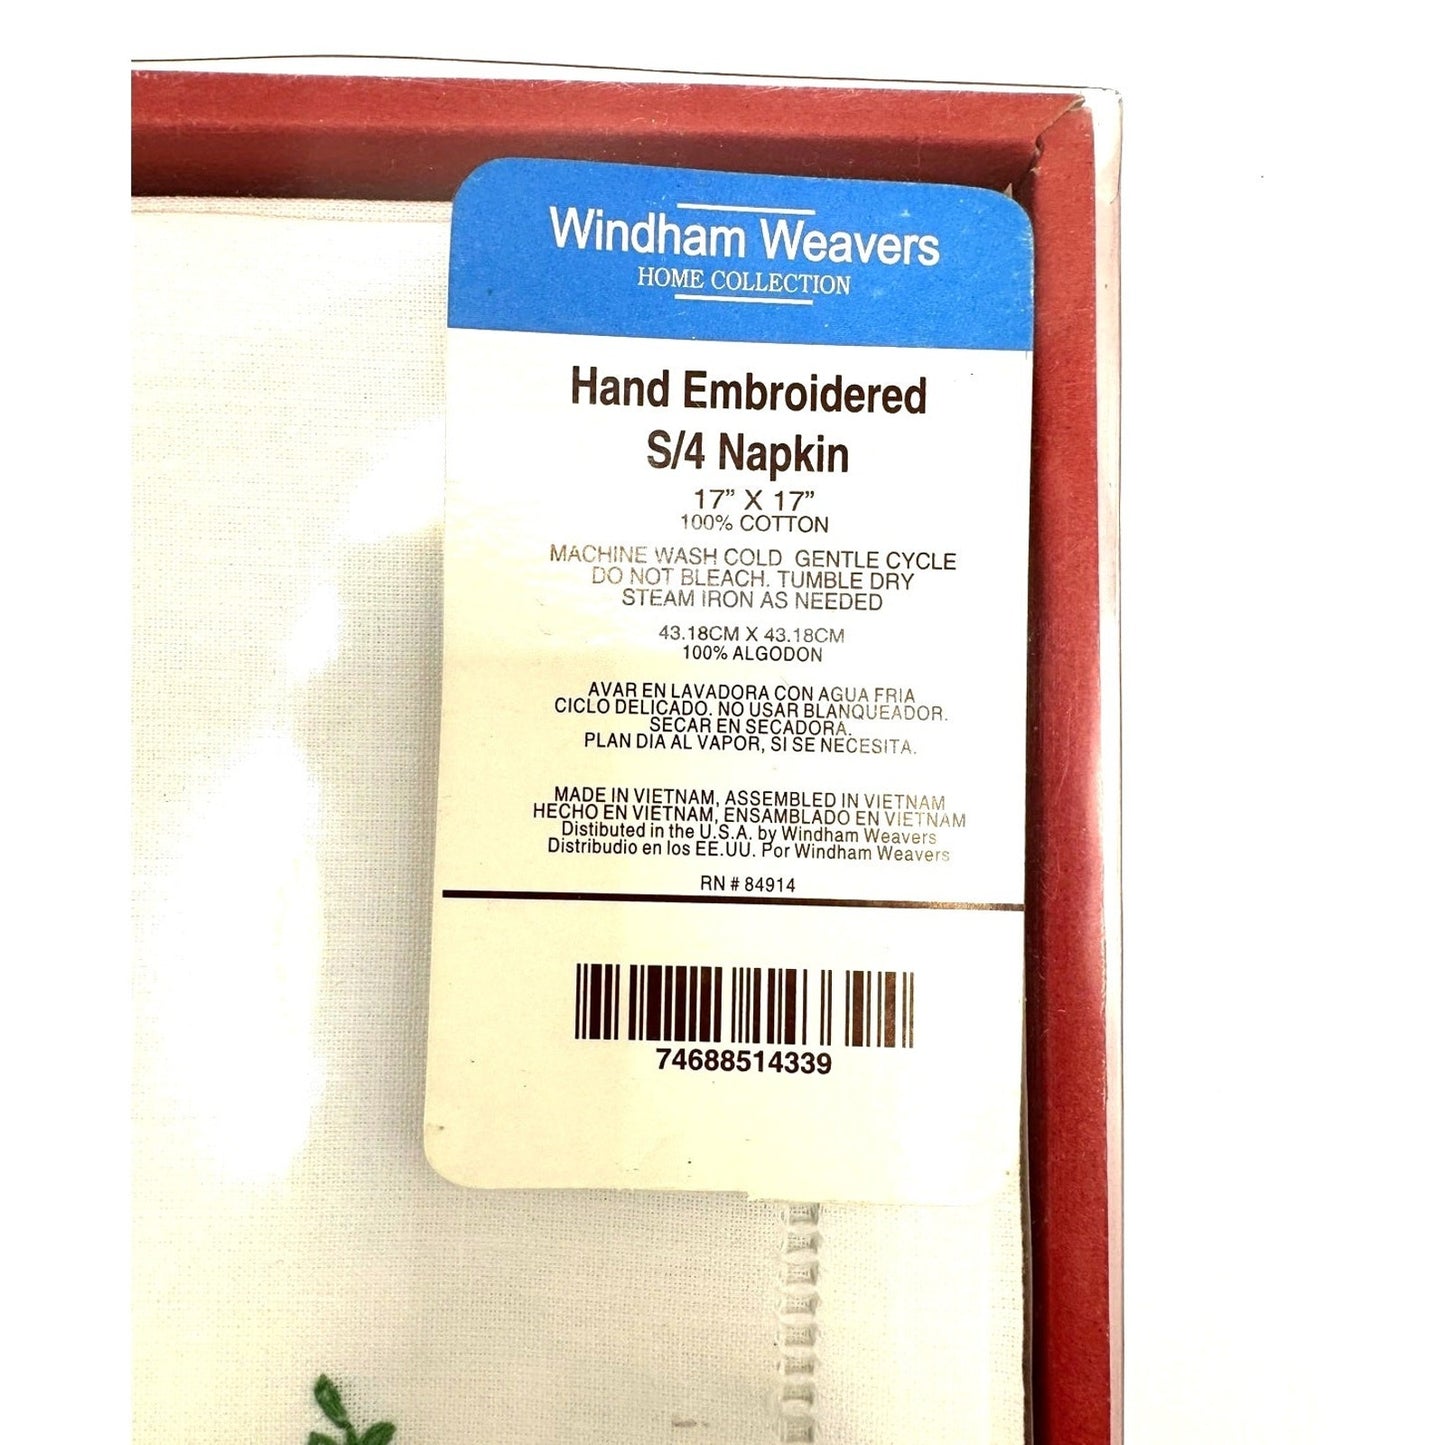 Windham Weavers
HOME COLLECTION
Hand Embroidered
S/4 Napkin
17” X 17”
100% COTTON
MACHINE WASH COLD GENTLE CYCLE
DO NOT BLEACH. TUMBLE DRY
STEAM IRON AS NEEDED
43.18CM X 43.18CM
100% ALGODON
AVAR EN LAVADORA CON AGUA FRIA
CICLO DELICADO. NO USAR BLANQUEADOR.
SECAR EN SECADORA.
PLAN DIA AL VAPOR, SI SE NECESITA.
MADE IN VIETNAM, ASSEMBLED IN VIETNAM
HECHO EN VIETNAM, ENSAMBLADO EN VIETNAM
Distibuted in the U.S.A. by Windham Weavers
Distribudio en los EE.UU. Por Windham Weavers
RN # 84914
74688514339